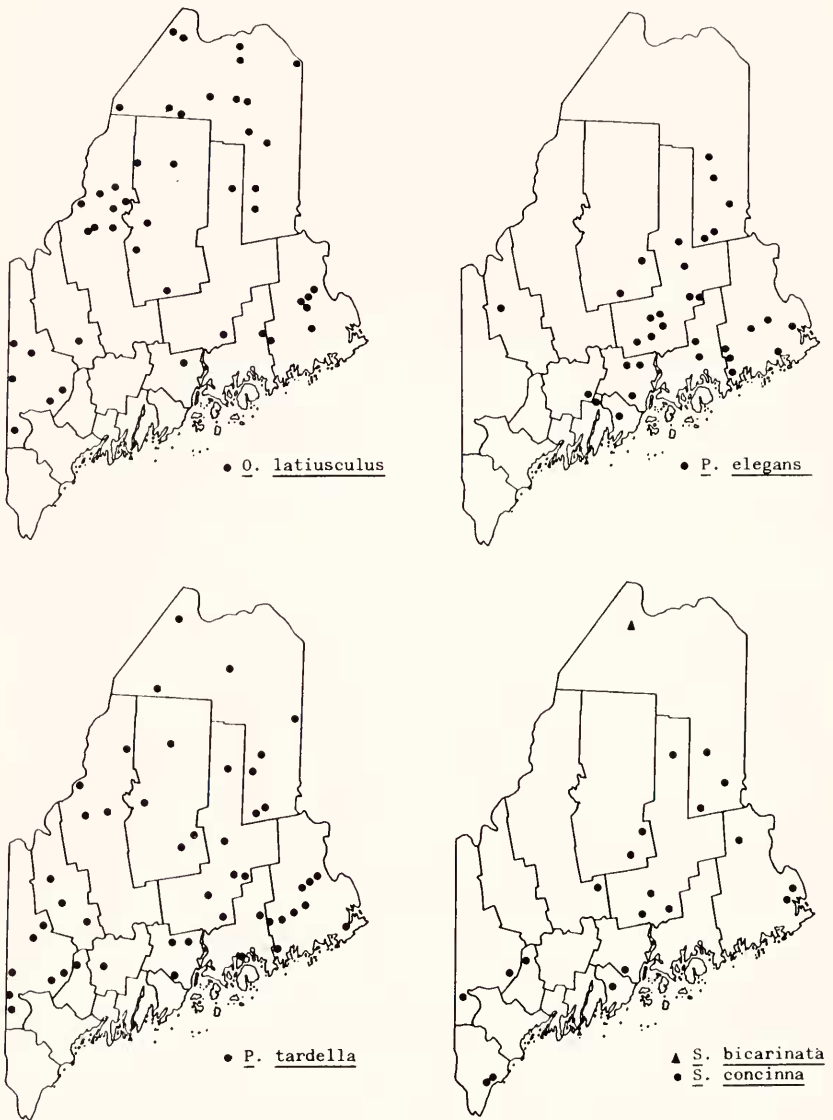 ● O. latiusculus
● P. elegans
● P. tardella
▲ S. bicarinata
● S. concinna